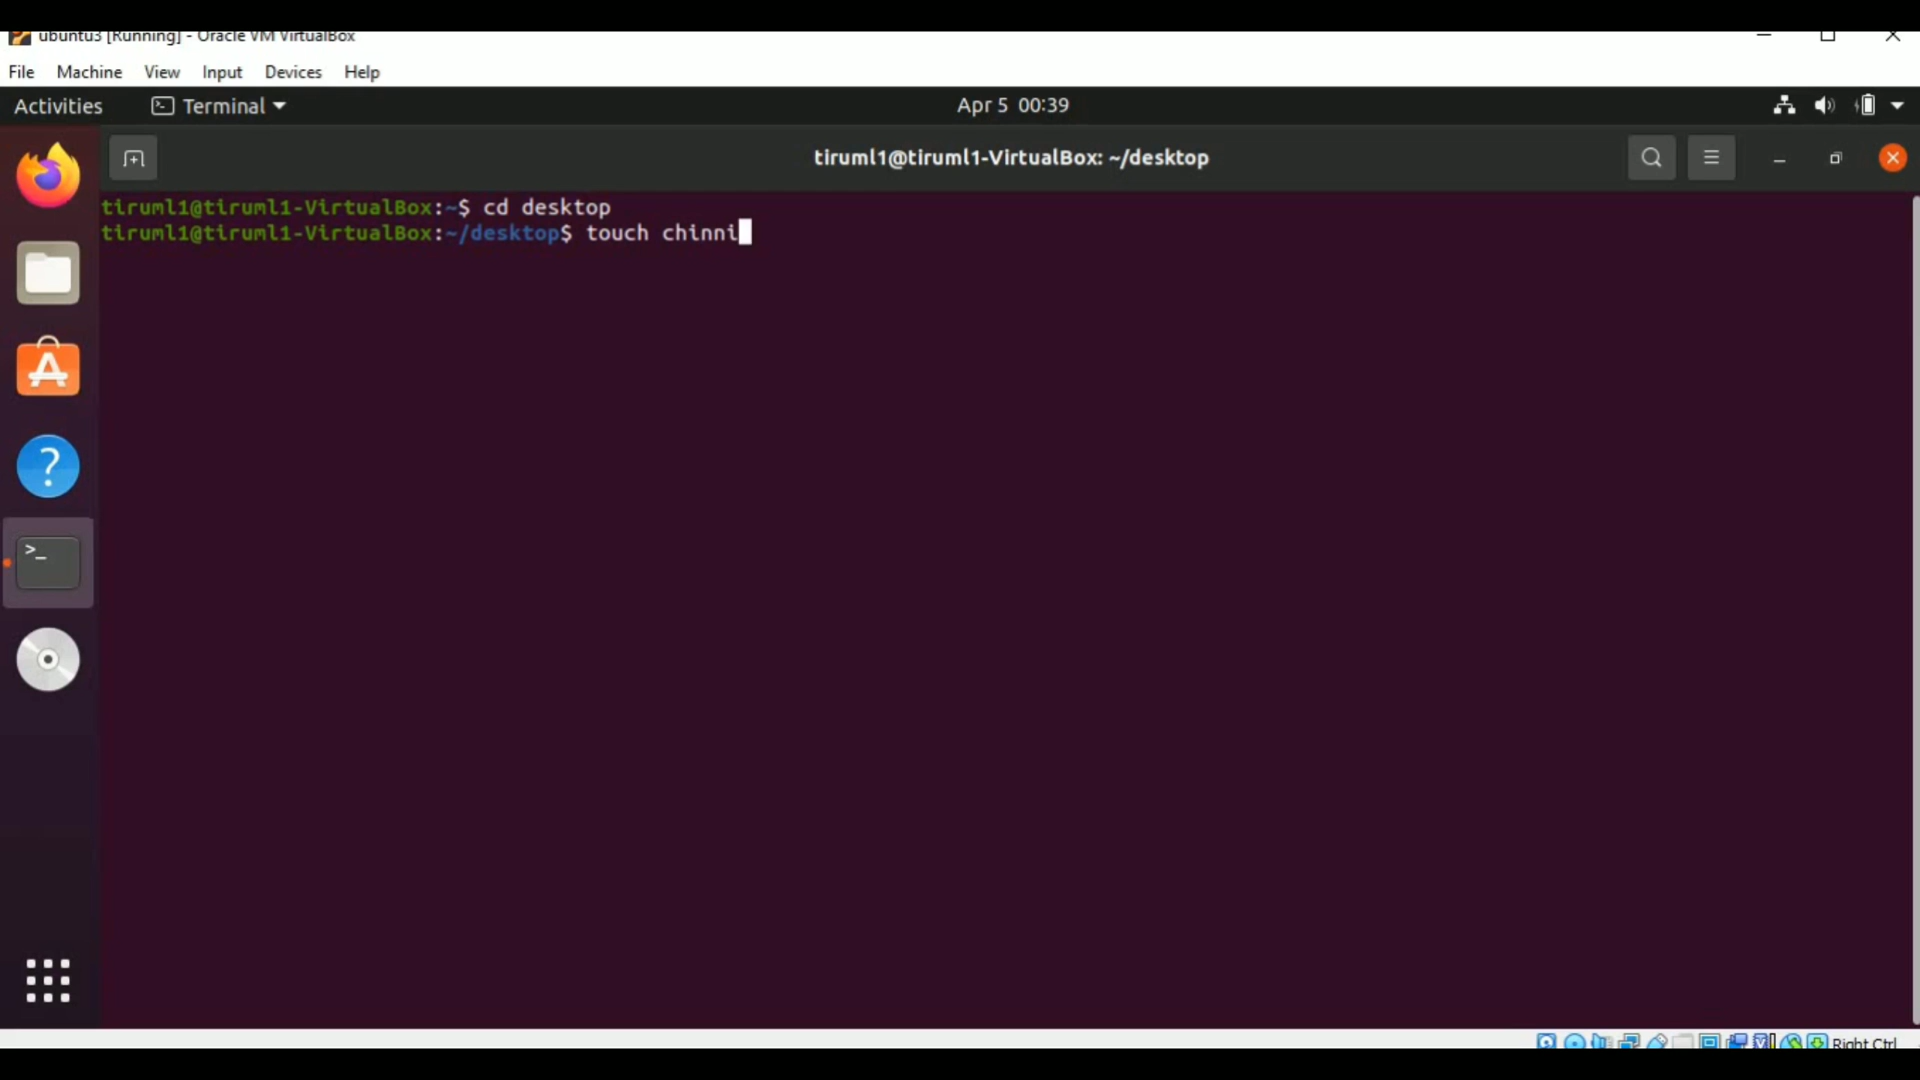 ubuntu3 [Running] - Oracle VM VirtualBox
File Machine View Input Devices Help
Activities Terminal Apr 5 00:39
tiruml1@tiruml1-VirtualBox: ~/desktop
tiruml1@tiruml1-VirtualBox:~$ cd desktop
tiruml1@tiruml1-VirtualBox:~/desktop$ touch chinni
Right Ctrl